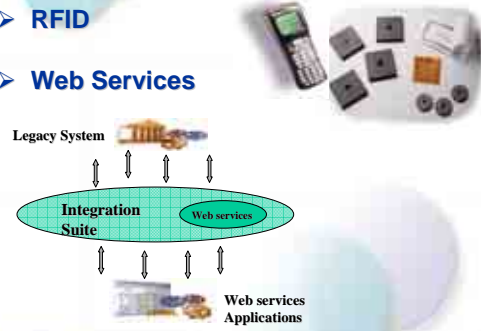 RFID
Web Services
Legacy System
Integration
Suite
Web services
Web services
Applications